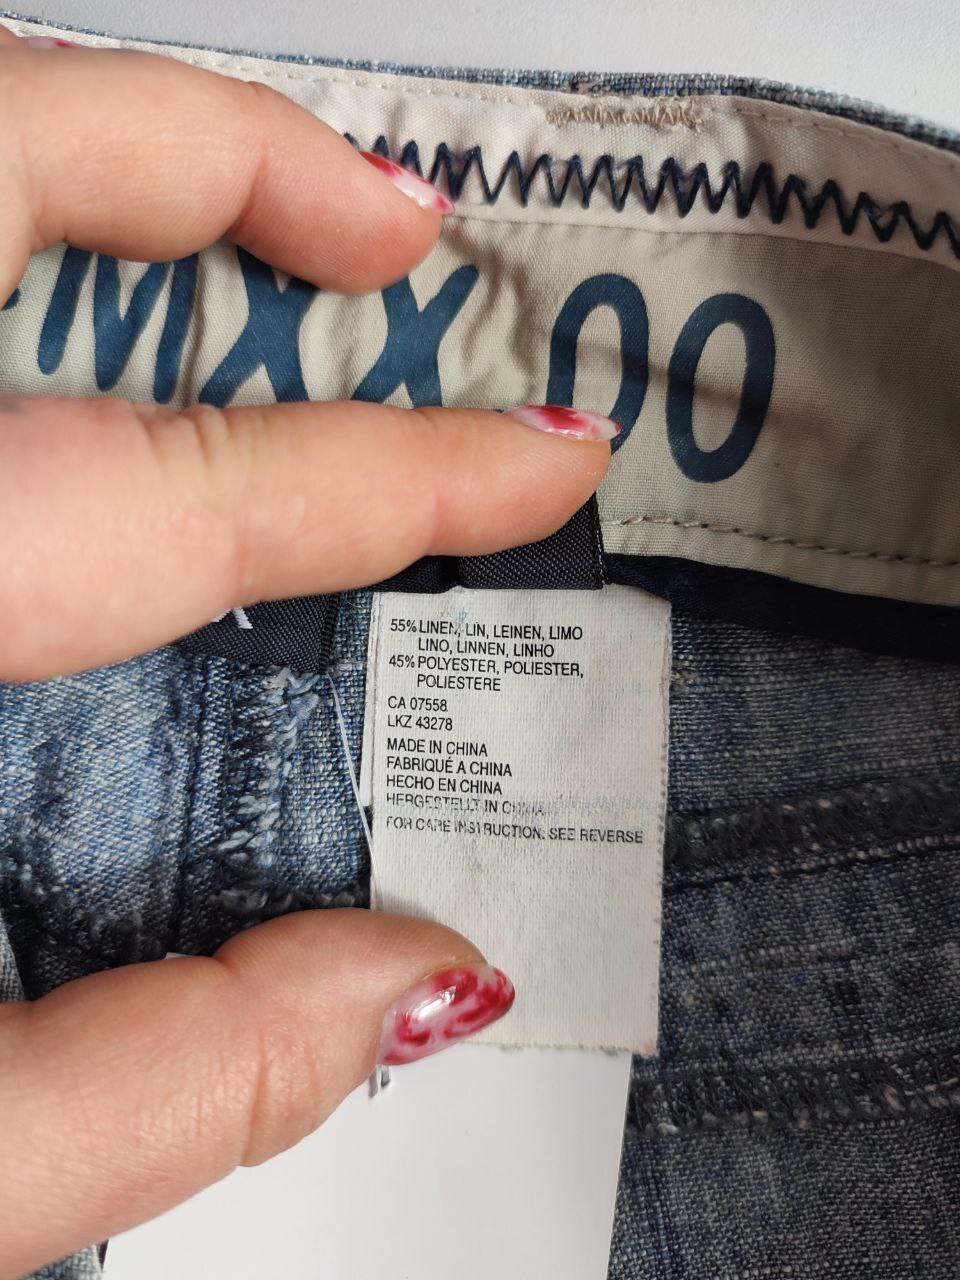 MXX 00
55% LINEN, LIN, LEINEN, LIMO
LINO, LINNEN, LINHO
45% POLYESTER, POLIESTER,
POLIESTERE
CA 07558
LKZ 43278
MADE IN CHINA
FABRIQUÉ A CHINA
HECHO EN CHINA
HERGESTELLT IN CHINA
FOR CARE INSTRUCTION: SEE REVERSE